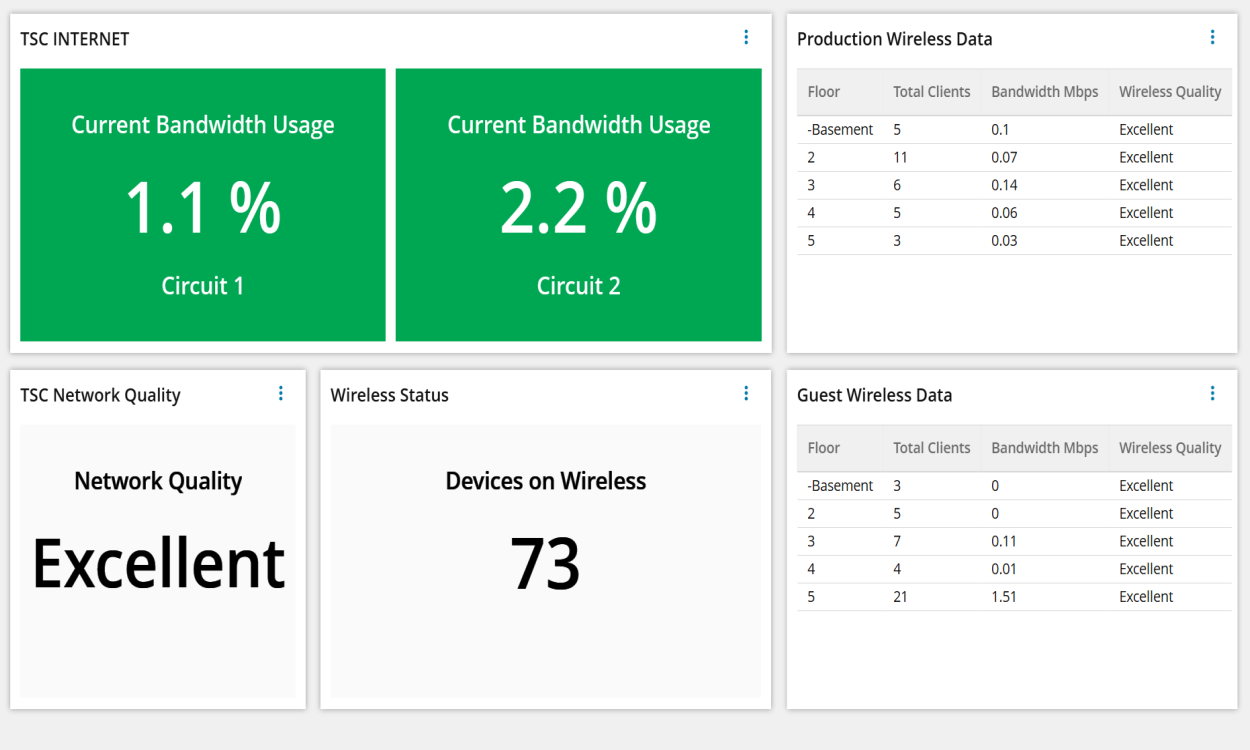 TSC INTERNET
Current Bandwidth Usage
1.1 %
Circuit 1
Current Bandwidth Usage
2.2 %
Circuit 2
Production Wireless Data
Floor Total Clients Bandwidth Mbps Wireless Quality
-Basement 5 0.1 Excellent
2 11 0.07 Excellent
3 6 0.14 Excellent
4 5 0.06 Excellent
5 3 0.03 Excellent
TSC Network Quality
Network Quality
Excellent
Wireless Status
Devices on Wireless
73
Guest Wireless Data
Floor Total Clients Bandwidth Mbps Wireless Quality
-Basement 3 0 Excellent
2 5 0 Excellent
3 7 0.11 Excellent
4 4 0.01 Excellent
5 21 1.51 Excellent